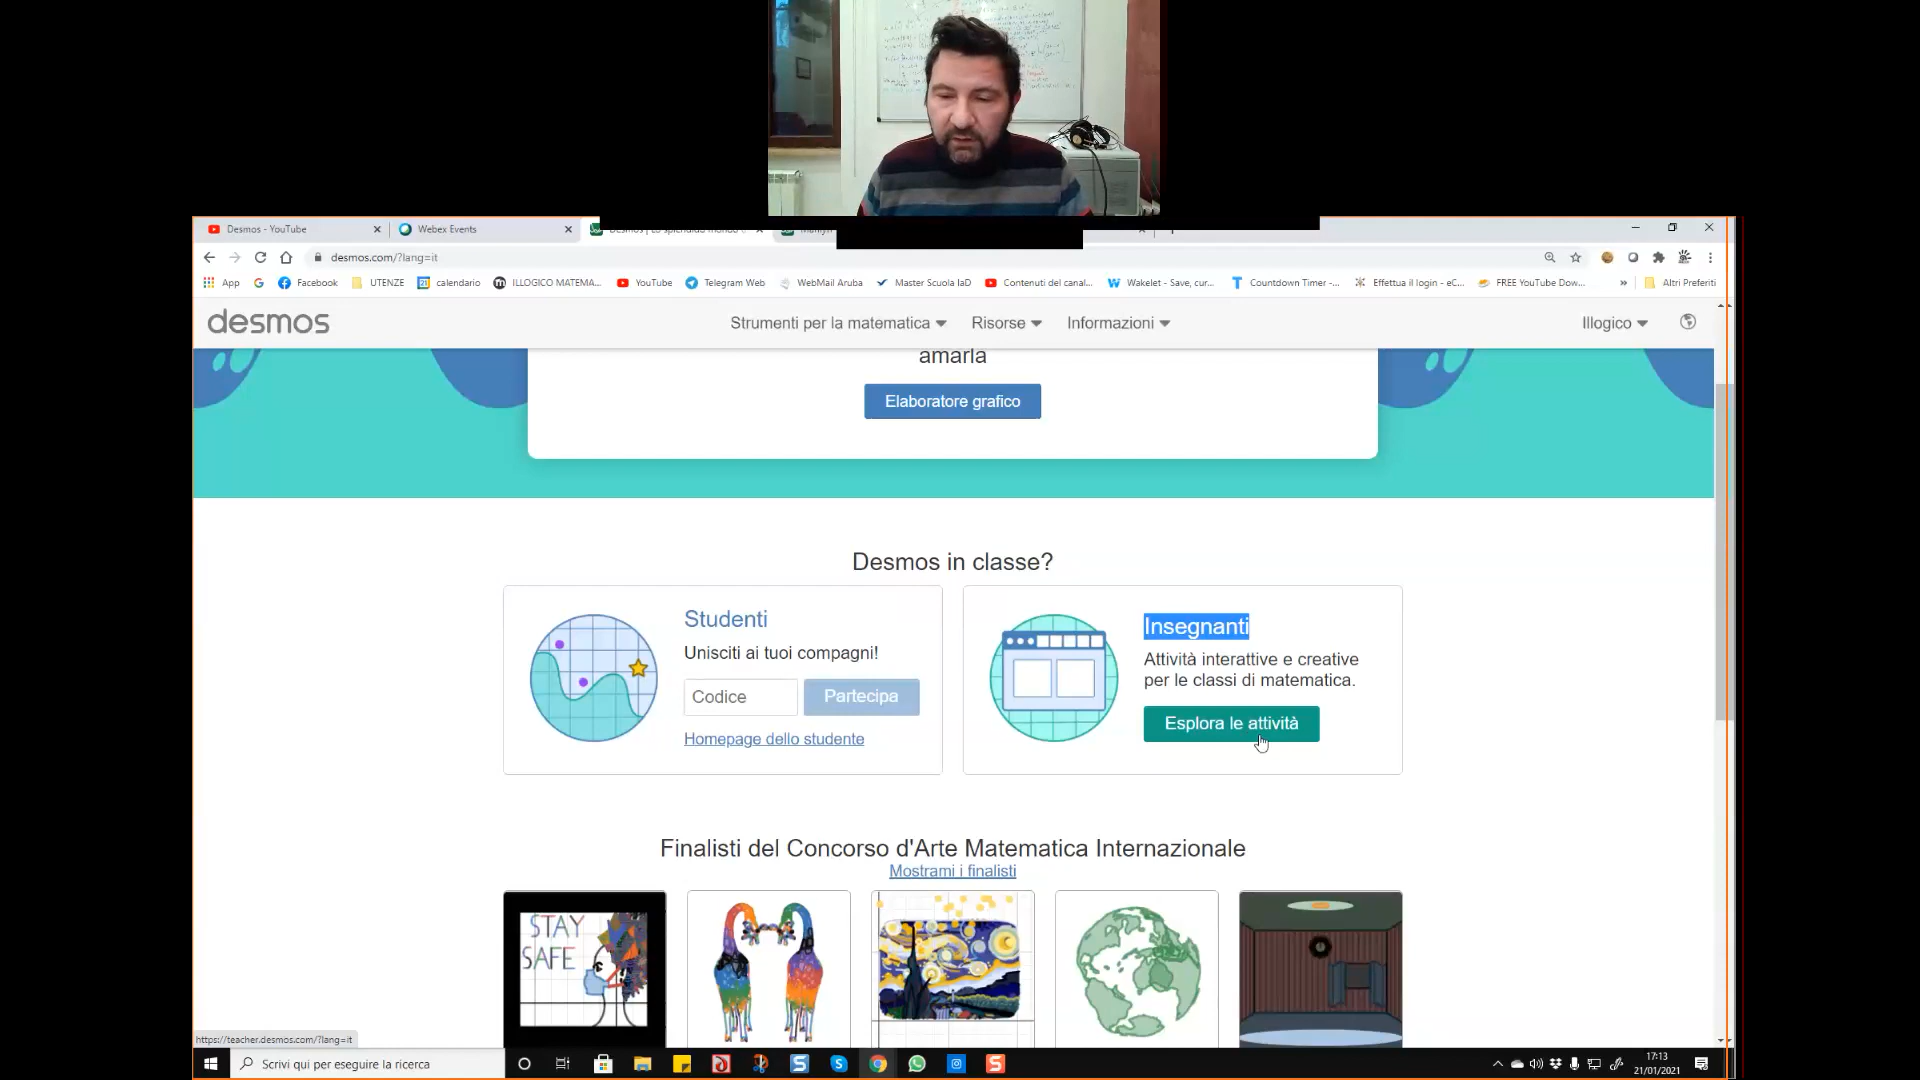 Desmos - YouTube
Webex Events
desmos.com/?lang=it
App
Facebook
UTENZE
calendario
ILLOGICO MATEMA...
YouTube
Telegram Web
WebMail Aruba
Master Scuola IaD
Contenuti del canal...
Wakelet - Save, cur...
Countdown Timer -...
Effettua il login - eC...
FREE YouTube Dow...
»
Altri Preferiti
desmos
Strumenti per la matematica
Risorse
Informazioni
Illogico
amarla
Elaboratore grafico
Desmos in classe?
Studenti
Unisciti ai tuoi compagni!
Codice
Partecipa
Homepage dello studente
Insegnanti
Attività interattive e creative
per le classi di matematica.
Esplora le attività
Finalisti del Concorso d'Arte Matematica Internazionale
Mostrami i finalisti
STAY
SAFE
https://teacher.desmos.com/?lang=it
Scrivi qui per eseguire la ricerca
17:13
21/01/2021